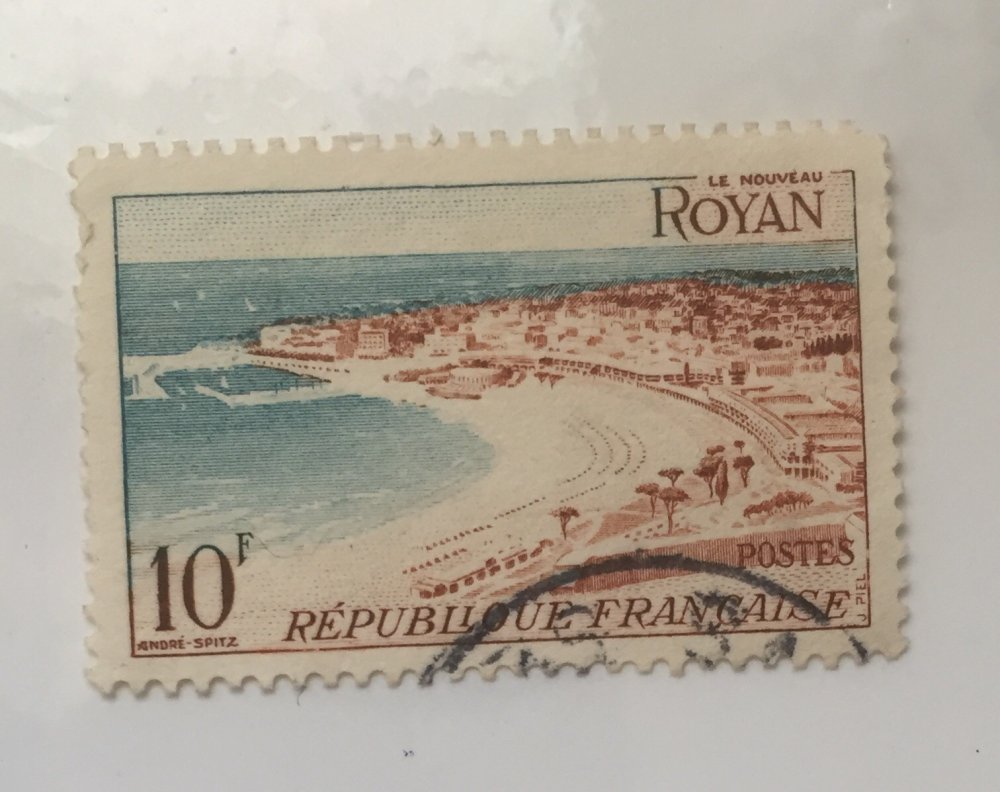 LE NOUVEAU
ROYAN
10F
POSTES
RÉPUBLIQUE FRANÇAISE
ANDRÉ-SPITZ
J. PIEL